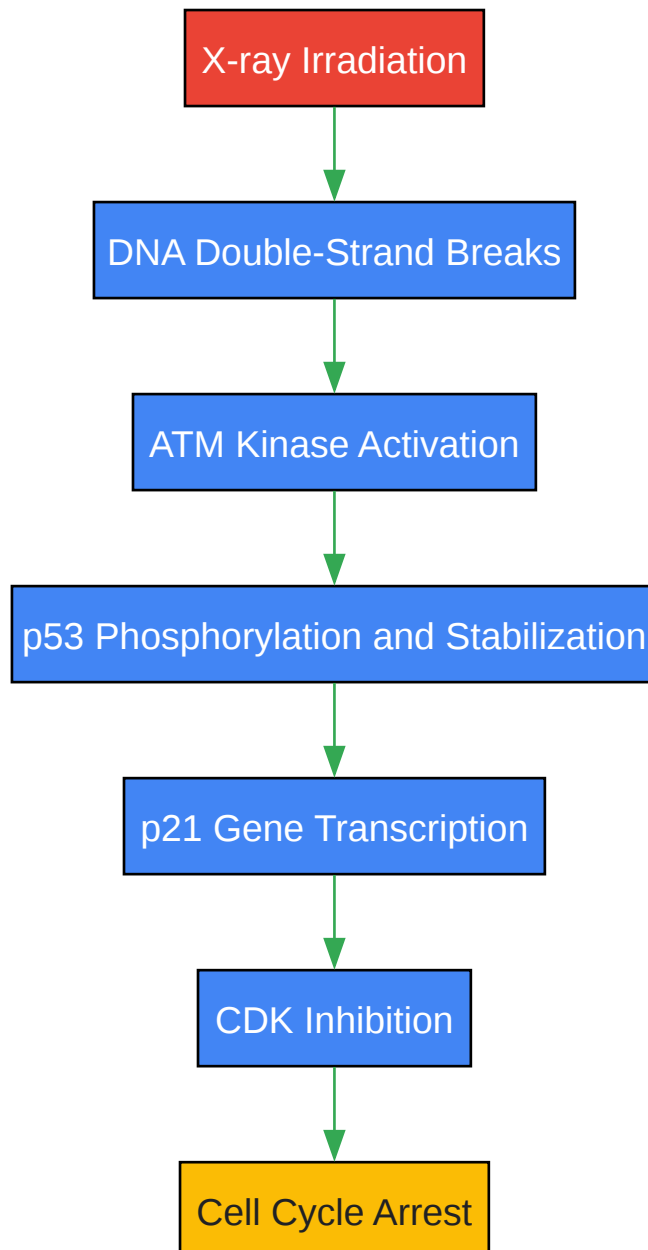 X-ray Irradiation
DNA Double-Strand Breaks
ATM Kinase Activation
p53 Phosphorylation and Stabilization
p21 Gene Transcription
CDK Inhibition
Cell Cycle Arrest